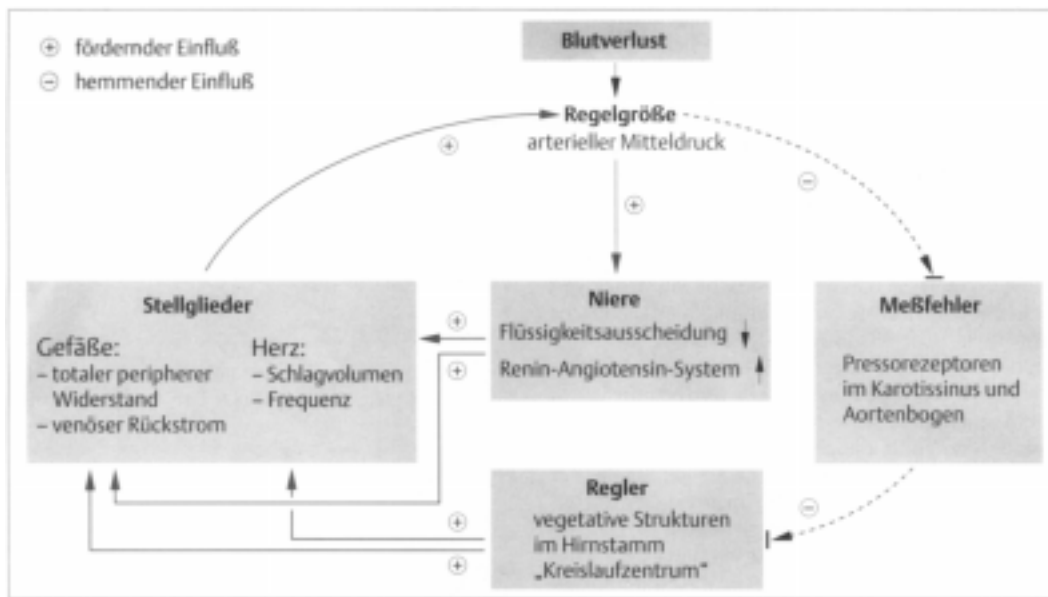 ⊕ fördernder Einfluß
⊖ hemmender Einfluß
Blutverlust
Regelgröße
arterieller Mitteldruck
⊕
⊖
⊕
Stellglieder
Gefäße:
– totaler peripherer
Widerstand
– venöser Rückstrom
Herz:
– Schlagvolumen
– Frequenz
⊕
⊕
Niere
Flüssigkeitsausscheidung
Renin-Angiotensin-System
Meßfehler
Pressorezeptoren
im Karotissinus und
Aortenbogen
⊖
⊕
⊕
Regler
vegetative Strukturen
im Hirnstamm
„Kreislaufzentrum“